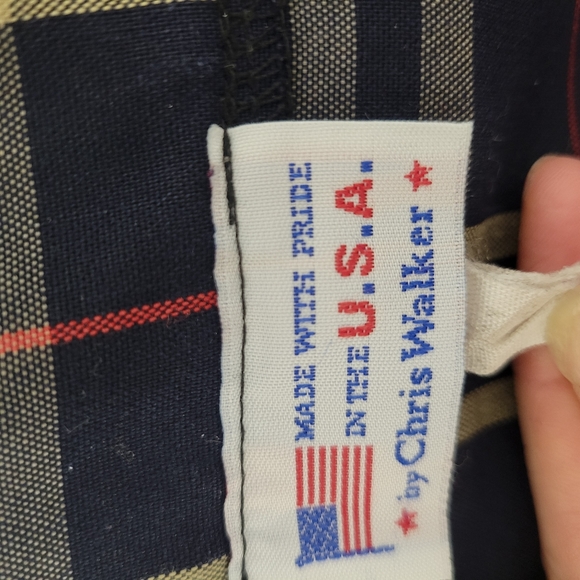 MADE WITH PRIDE
IN THE U.S.A.
by Chris Walker